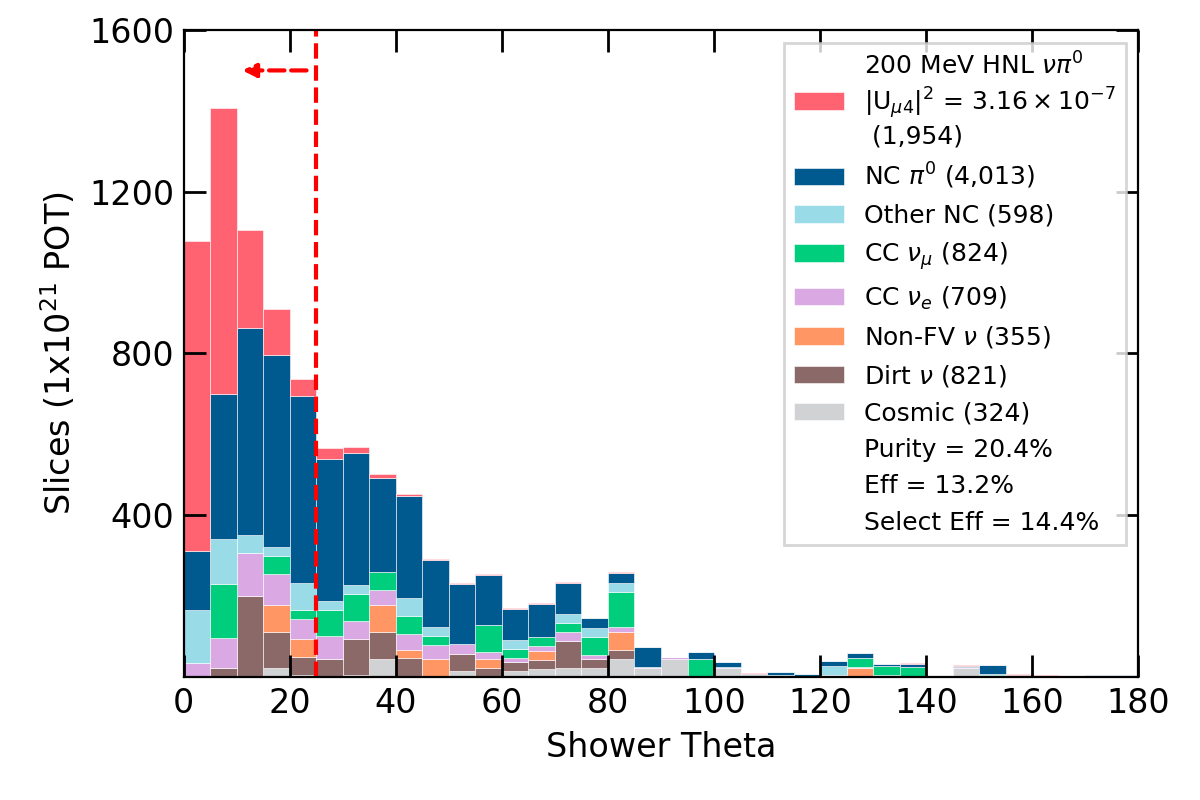 1600
1200
800
400
Slices (1x10²¹ POT)
0 20 40 60 80 100 120 140 160 180
Shower Theta
200 MeV HNL νπ⁰
|U_μ4|² = 3.16 × 10⁻⁷
(1,954)
NC π⁰ (4,013)
Other NC (598)
CC ν_μ (824)
CC ν_e (709)
Non-FV ν (355)
Dirt ν (821)
Cosmic (324)
Purity = 20.4%
Eff = 13.2%
Select Eff = 14.4%